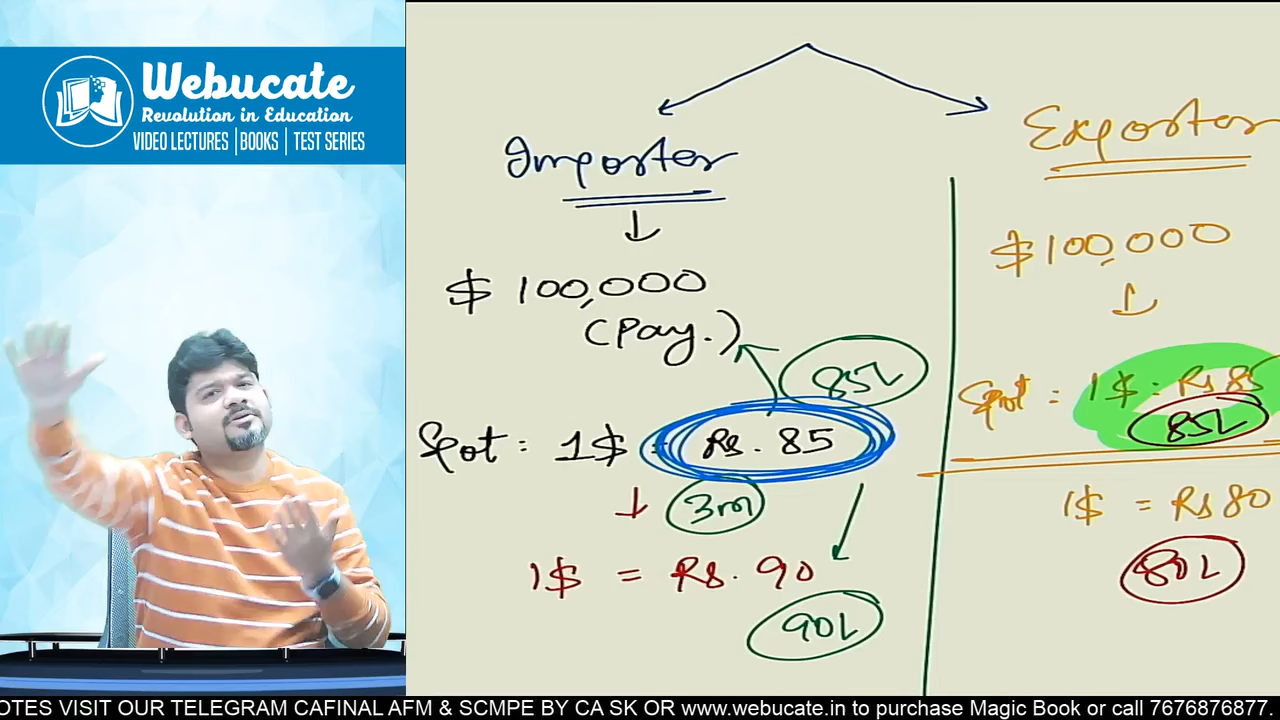 Webucate
Revolution in Education
VIDEO LECTURES | BOOKS | TEST SERIES
Importer
$ 100,000
(Pay.)
85L
Spot : 1$ = Rs. 85
3m
1$ = Rs. 90
90L
Exporter
$ 100,000
Spot : 1$ : Rs 85
85L
1$ = Rs 80
80L
OTES VISIT OUR TELEGRAM CAFINAL AFM & SCMPE BY CA SK OR www.webucate.in to purchase Magic Book or call 7676876877.